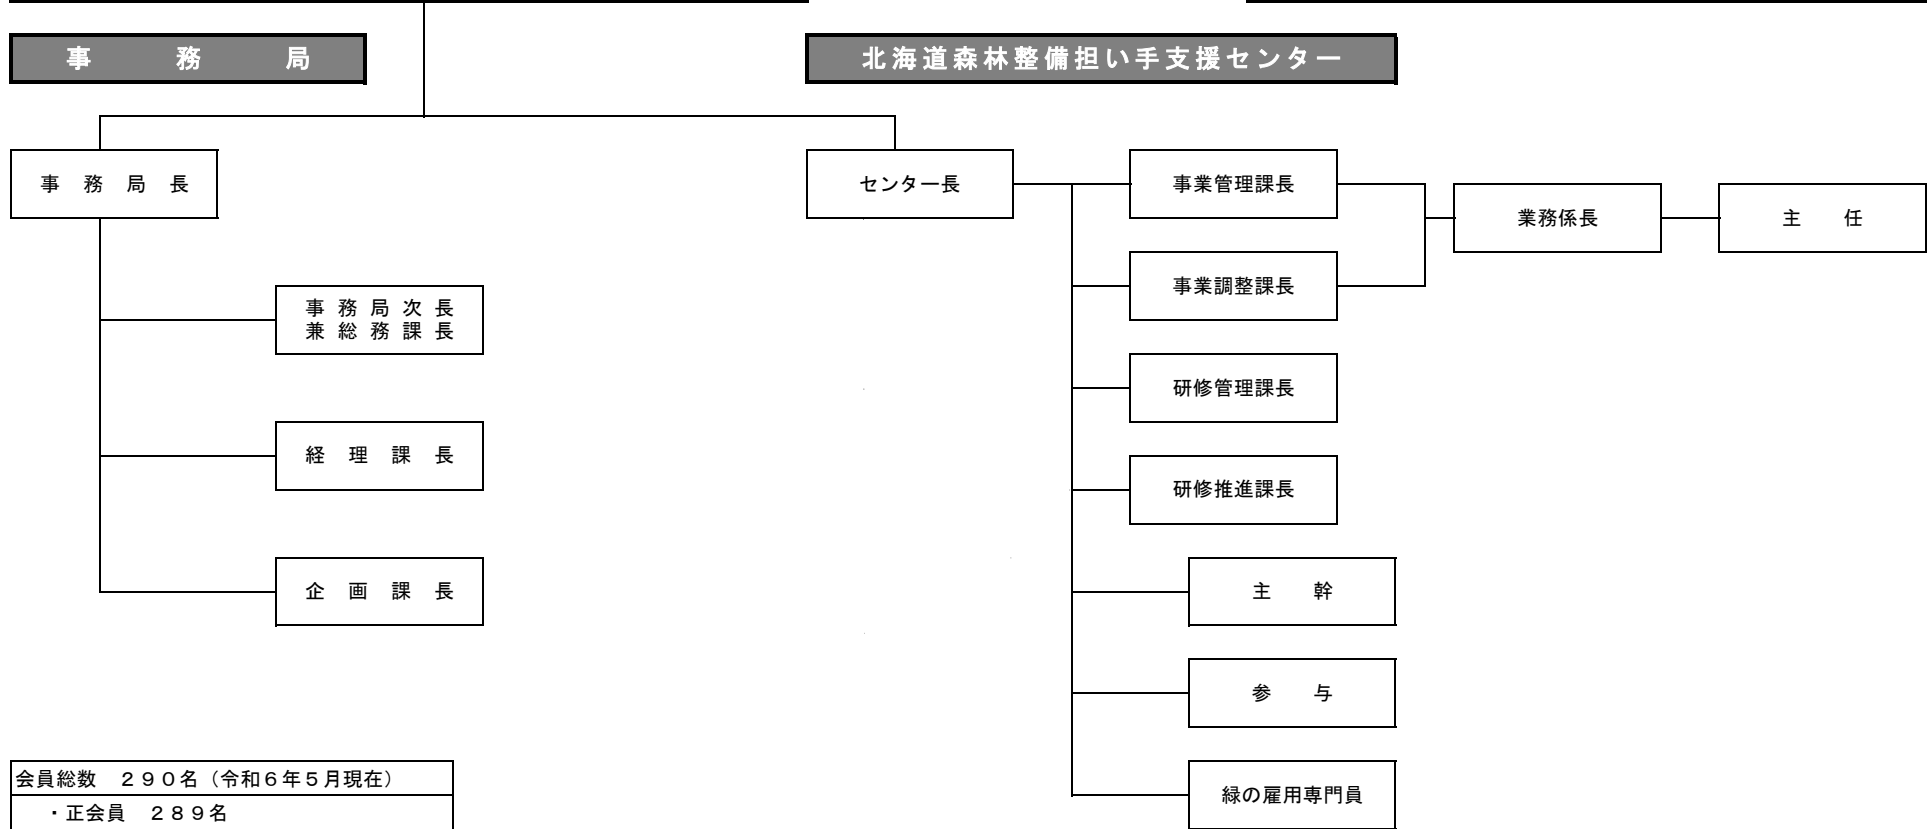 事　務　局
北海道森林整備担い手支援センター
事　務　局　長
センター長
事業管理課長
業務係長
主　任
事業調整課長
事 務 局 次 長
兼 総 務 課 長
研修管理課長
経　理　課　長
研修推進課長
企　画　課　長
主　幹
参　与
緑の雇用専門員
会員総数　２９０名（令和６年５月現在）
・正会員　２８９名